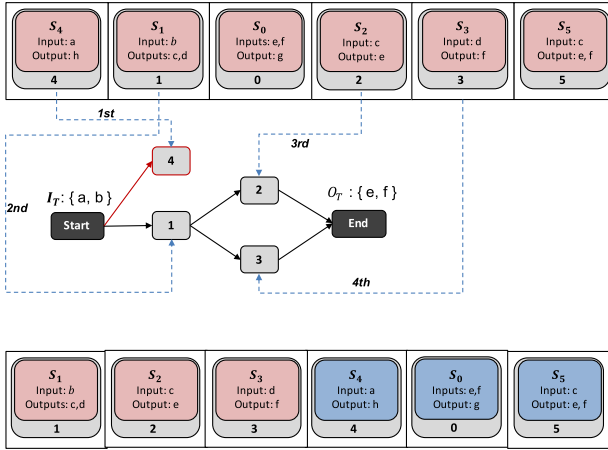 S4
Input: a
Output: h
4
S1
Input: b
Outputs: c,d
1
S0
Inputs: e,f
Output: g
0
S2
Input: c
Output: e
2
S3
Input: d
Output: f
3
S5
Input: c
Output: e, f
5
1st
3rd
4
2nd
IT: { a, b }
2
OT : { e, f }
Start
1
End
3
4th
S1
Input: b
Outputs: c,d
1
S2
Input: c
Output: e
2
S3
Input: d
Output: f
3
S4
Input: a
Output: h
4
S0
Inputs: e,f
Output: g
0
S5
Input: c
Output: e, f
5